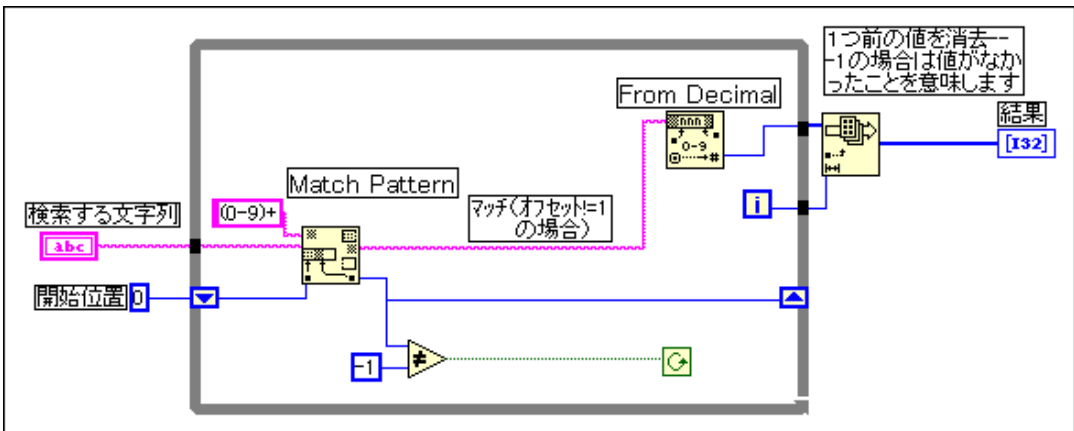 1つ前の値を消去--
-1の場合は値がなか
ったことを意味します
From Decimal
結果
nnn
0-9
#
[I32]
Match Pattern
検索する文字列
(0-9)+
マッチ(オフセット!=1
の場合)
i
abc
開始位置
0
-1
≠